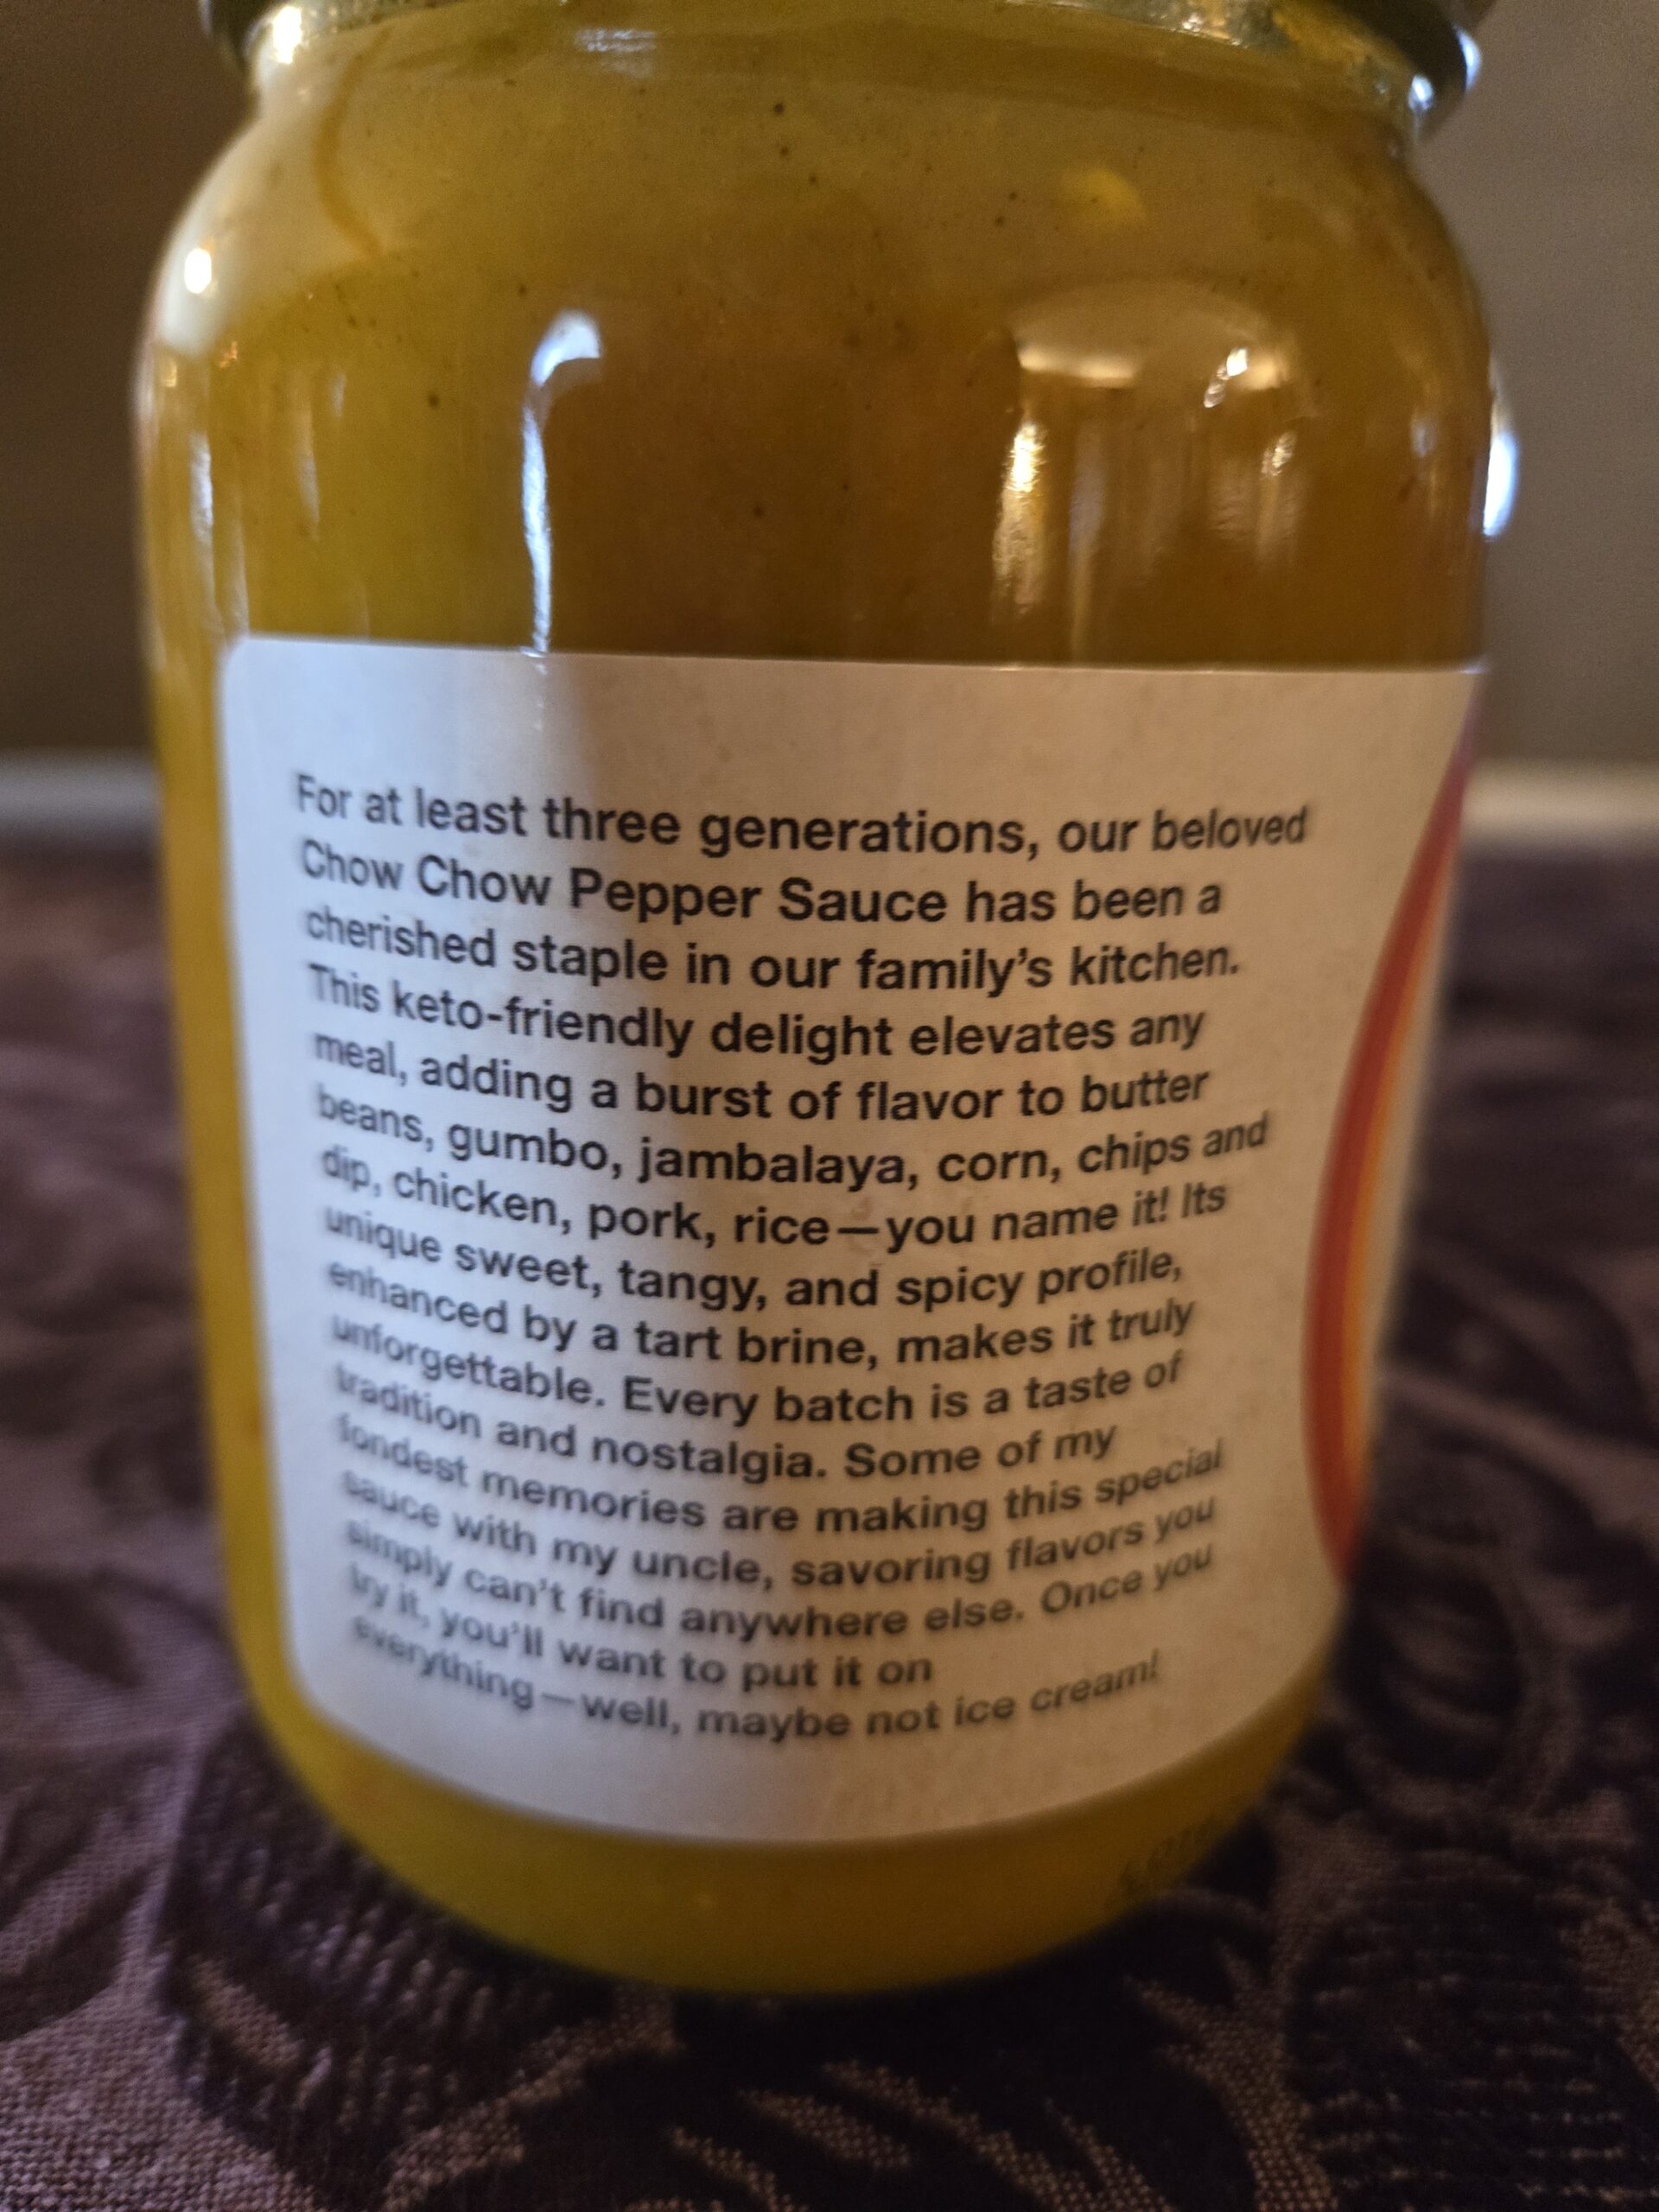 For at least three generations, our beloved
Chow Chow Pepper Sauce has been a
cherished staple in our family's kitchen.
This keto-friendly delight elevates any
meal, adding a burst of flavor to butter
beans, gumbo, jambalaya, corn, chips and
dip, chicken, pork, rice—you name it! Its
unique sweet, tangy, and spicy profile,
enhanced by a tart brine, makes it truly
unforgettable. Every batch is a taste of
tradition and nostalgia. Some of my
fondest memories are making this special
sauce with my uncle, savoring flavors you
simply can't find anywhere else. Once you
try it, you'll want to put it on
everything—well, maybe not ice cream!